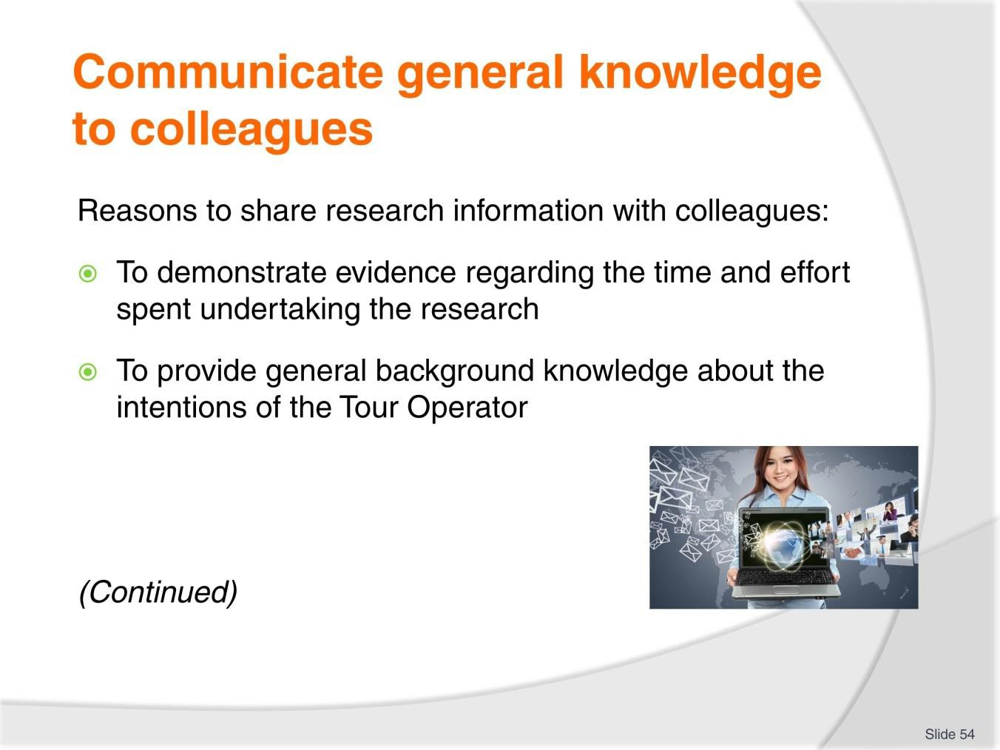 Communicate general knowledge
to colleagues
Reasons to share research information with colleagues:
To demonstrate evidence regarding the time and effort
spent undertaking the research
To provide general background knowledge about the
intentions of the Tour Operator
(Continued)
Slide 54